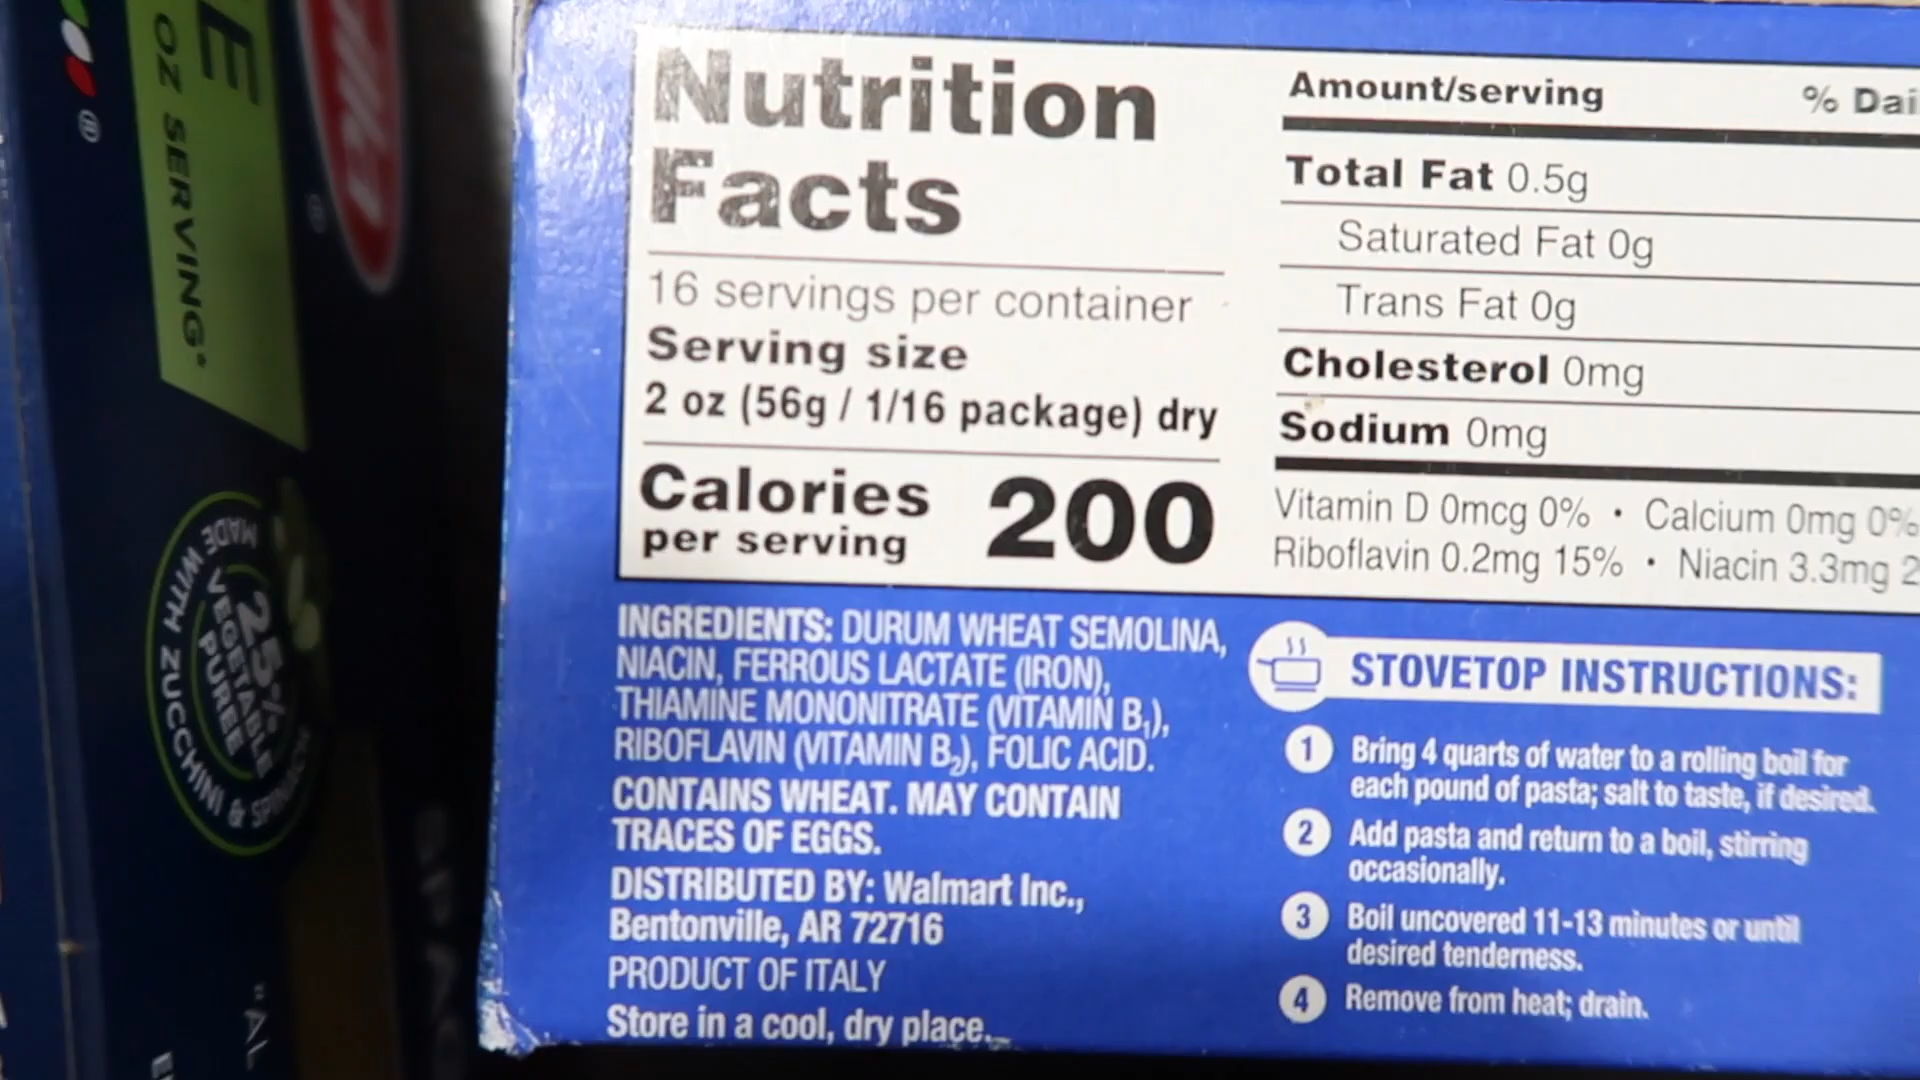 E
OZ SERVING*
®
®
MADE WITH ZUCCHINI &
25%
VEGETABLE
PUREE
Nutrition
Facts
16 servings per container
Serving size
2 oz (56g / 1/16 package) dry
Calories 200
per serving
Amount/serving % Dai
Total Fat 0.5g
Saturated Fat 0g
Trans Fat 0g
Cholesterol 0mg
Sodium 0mg
Vitamin D 0mcg 0% • Calcium 0mg 0%
Riboflavin 0.2mg 15% • Niacin 3.3mg 2
INGREDIENTS: DURUM WHEAT SEMOLINA,
NIACIN, FERROUS LACTATE (IRON),
THIAMINE MONONITRATE (VITAMIN B₁),
RIBOFLAVIN (VITAMIN B₂), FOLIC ACID.
CONTAINS WHEAT. MAY CONTAIN
TRACES OF EGGS.
DISTRIBUTED BY: Walmart Inc.,
Bentonville, AR 72716
PRODUCT OF ITALY
Store in a cool, dry place.
STOVETOP INSTRUCTIONS:
1 Bring 4 quarts of water to a rolling boil for
each pound of pasta; salt to taste, if desired.
2 Add pasta and return to a boil, stirring
occasionally.
3 Boil uncovered 11-13 minutes or until
desired tenderness.
4 Remove from heat; drain.